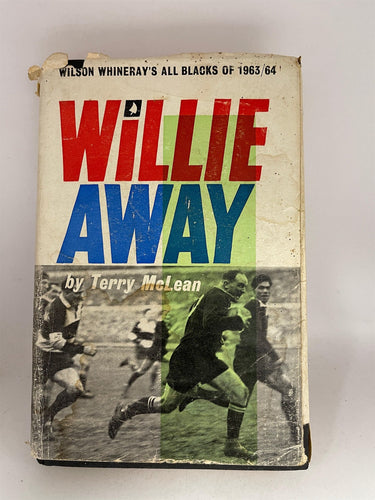 WILSON WHINERAY'S ALL BLACKS OF 1963/64
WiLLIE
AWAY
by Terry McLean